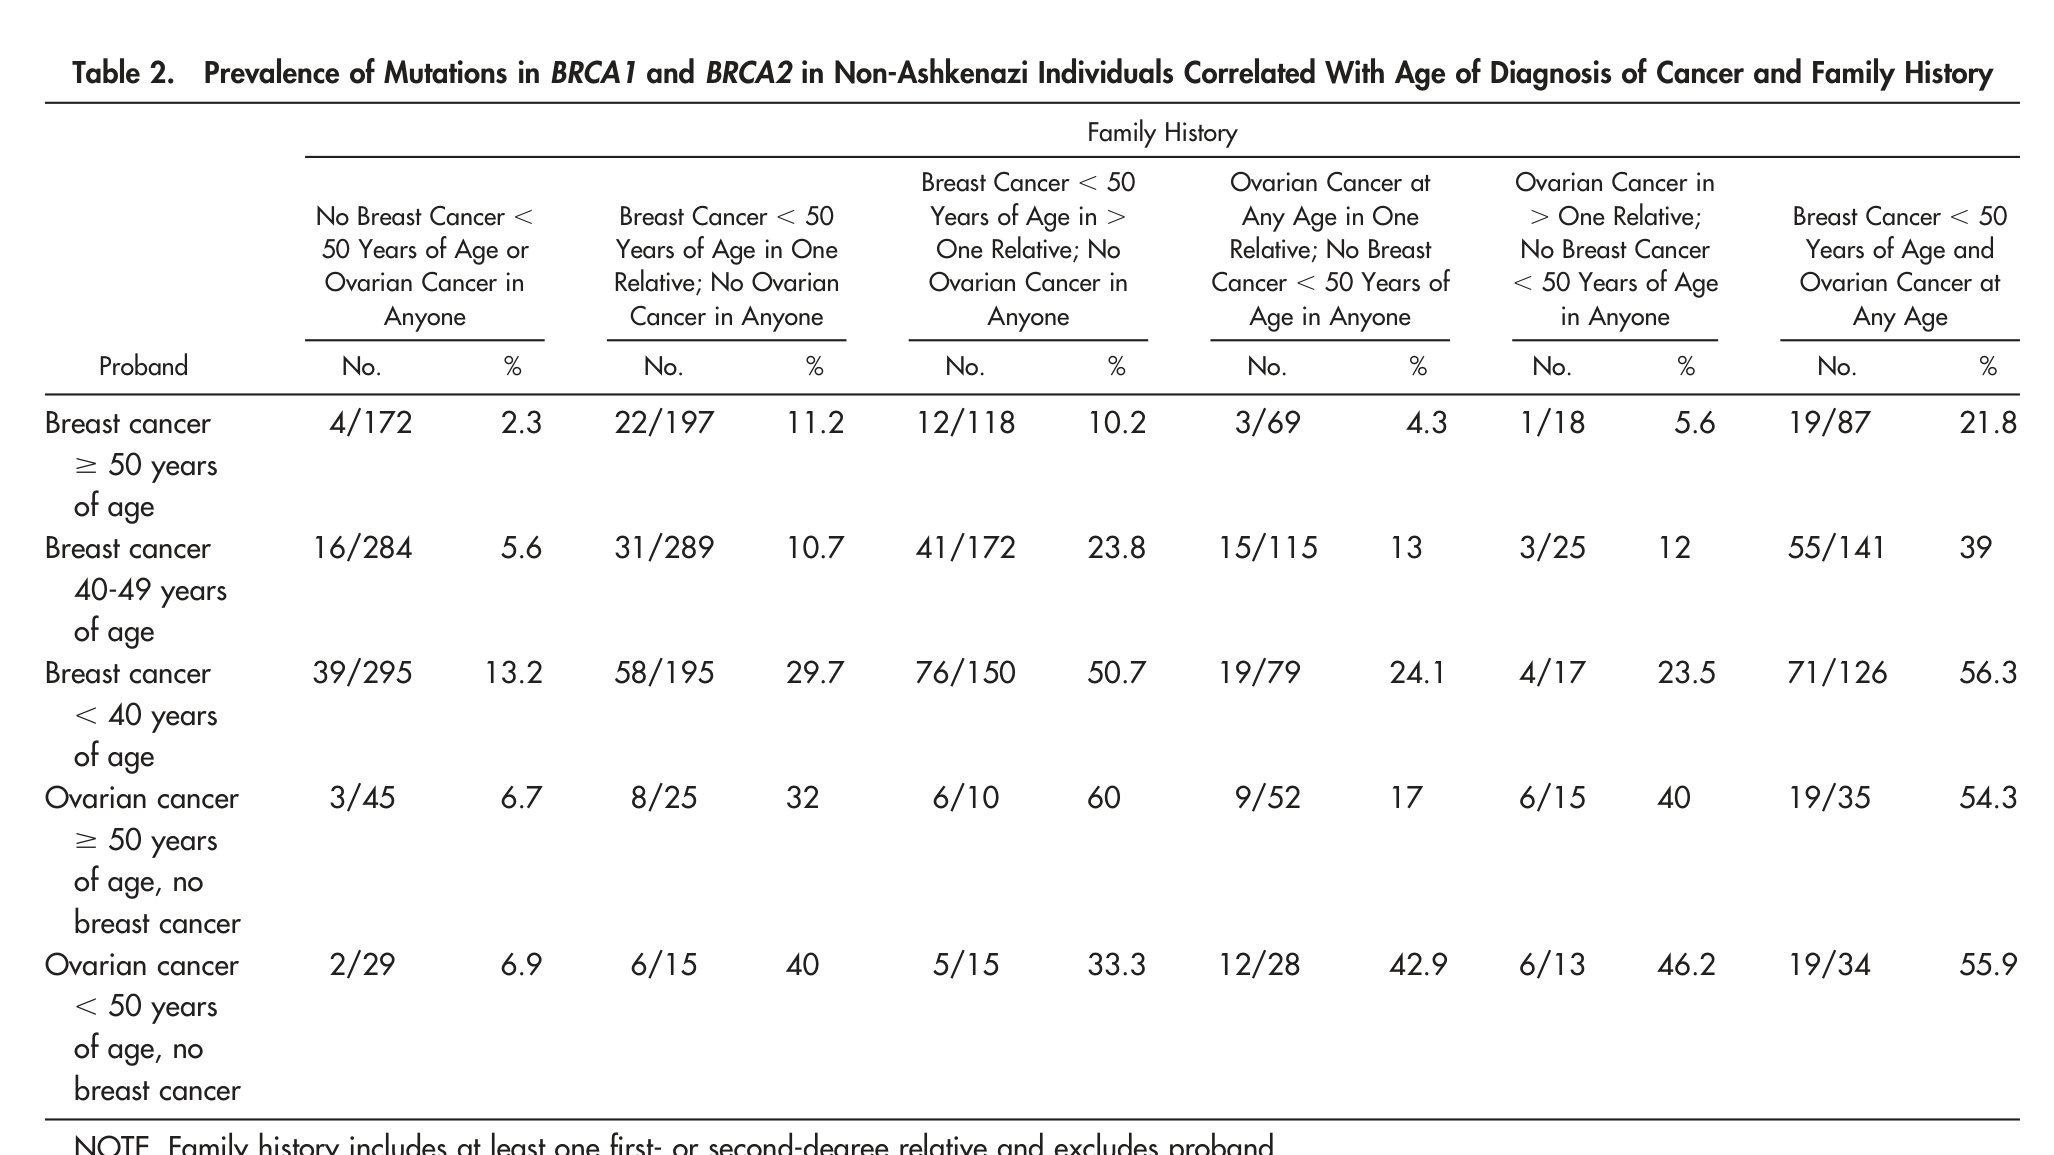 Table 2. Prevalence of Mutations in BRCA1 and BRCA2 in Non-Ashkenazi Individuals Correlated With Age of Diagnosis of Cancer and Family History
Family History
Breast Cancer < 50 Ovarian Cancer at Ovarian Cancer in
No Breast Cancer < Breast Cancer < 50 Years of Age in > Any Age in One > One Relative; Breast Cancer < 50
50 Years of Age or Years of Age in One One Relative; No Relative; No Breast No Breast Cancer Years of Age and
Ovarian Cancer in Relative; No Ovarian Ovarian Cancer in Cancer < 50 Years of < 50 Years of Age Ovarian Cancer at
Anyone Cancer in Anyone Anyone Age in Anyone in Anyone Any Age
Proband No. % No. % No. % No. % No. % No. %
Breast cancer 4/172 2.3 22/197 11.2 12/118 10.2 3/69 4.3 1/18 5.6 19/87 21.8
≥ 50 years
of age
Breast cancer 16/284 5.6 31/289 10.7 41/172 23.8 15/115 13 3/25 12 55/141 39
40-49 years
of age
Breast cancer 39/295 13.2 58/195 29.7 76/150 50.7 19/79 24.1 4/17 23.5 71/126 56.3
< 40 years
of age
Ovarian cancer 3/45 6.7 8/25 32 6/10 60 9/52 17 6/15 40 19/35 54.3
≥ 50 years
of age, no
breast cancer
Ovarian cancer 2/29 6.9 6/15 40 5/15 33.3 12/28 42.9 6/13 46.2 19/34 55.9
< 50 years
of age, no
breast cancer
NOTE. Family history includes at least one first- or second-degree relative and excludes proband.